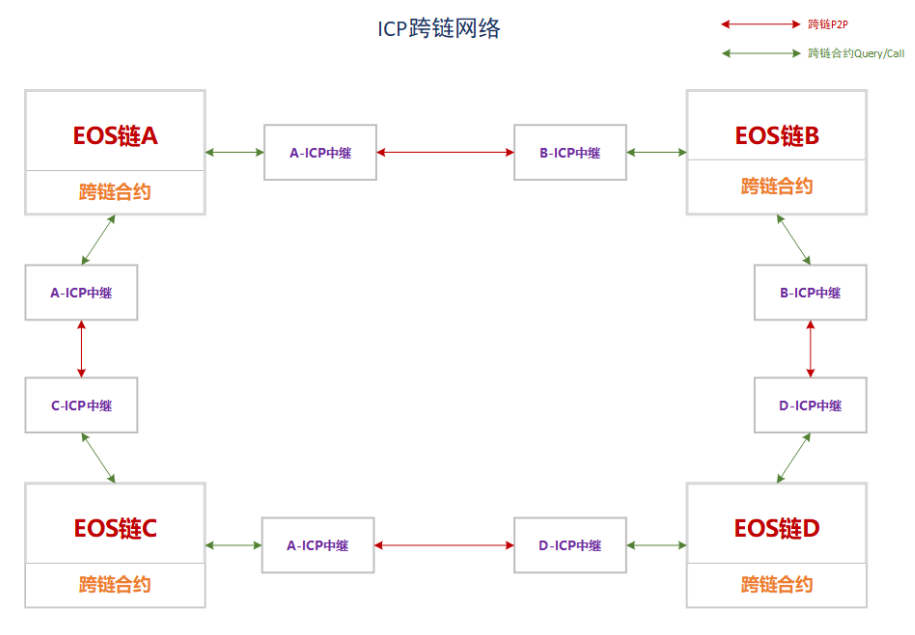 ICP跨链网络
跨链P2P
跨链合约Query/Call
EOS链A
跨链合约
A-ICP中继
B-ICP中继
EOS链B
跨链合约
A-ICP中继
B-ICP中继
C-ICP中继
D-ICP中继
EOS链C
跨链合约
A-ICP中继
D-ICP中继
EOS链D
跨链合约